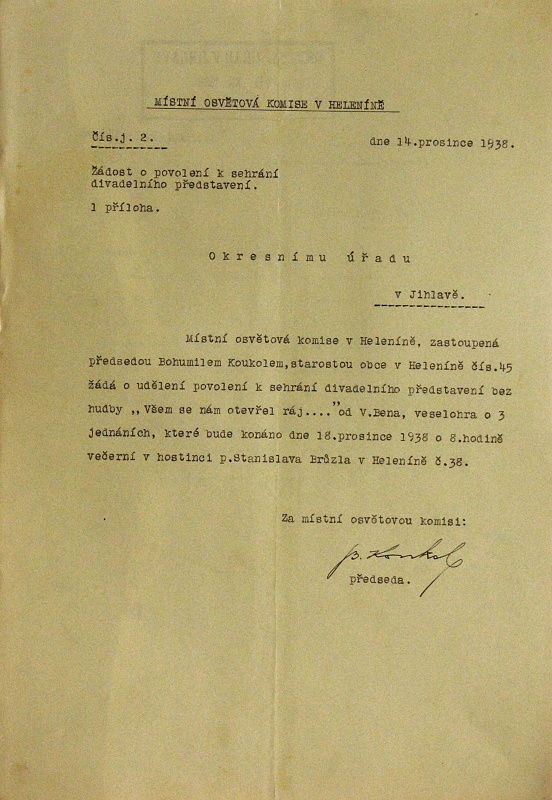 MÍSTNÍ OSVĚTOVÁ KOMISE V HELENÍNĚ
Čís.j. 2.
dne 14.prosince 1938.
Žádost o povolení k sehrání
divadelního představení.
1 příloha.
Okresnímu úřadu
v Jihlavě.
Místní osvětová komise v Heleníně, zastoupená
předsedou Bohumilem Koukolem,starostou obce v Heleníně čís.45
žádá o udělení povolení k sehrání divadelního představení bez
hudby „Všem se nám otevřel ráj...."od V.Bena, veselohra o 3
jednáních, které bude konáno dne 18.prosince 1938 o 8.hodině
večerní v hostinci p.Stanislava Brůzla v Heleníně č.38.
Za místní osvětovou komisi:
B. Koukol
předseda.